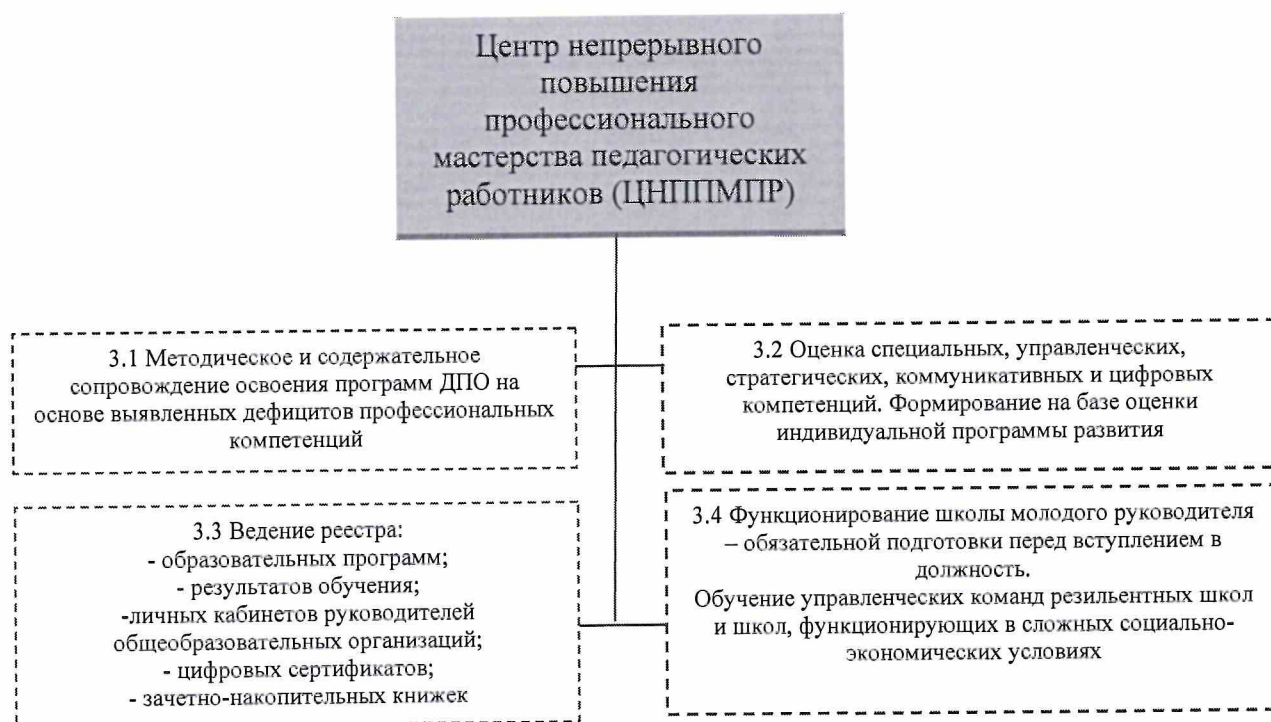 Центр непрерывного
повышения
профессионального
мастерства педагогических
работников (ЦНППМПР)
3.1 Методическое и содержательное
сопровождение освоения программ ДПО на
основе выявленных дефицитов профессиональных
компетенций
3.2 Оценка специальных, управленческих,
стратегических, коммуникативных и цифровых
компетенций. Формирование на базе оценки
индивидуальной программы развития
3.3 Ведение реестра:
- образовательных программ;
- результатов обучения;
-личных кабинетов руководителей
общеобразовательных организаций;
- цифровых сертификатов;
- зачетно-накопительных книжек
3.4 Функционирование школы молодого руководителя
– обязательной подготовки перед вступлением в
должность.
Обучение управленческих команд резильентных школ
и школ, функционирующих в сложных социально-
экономических условиях